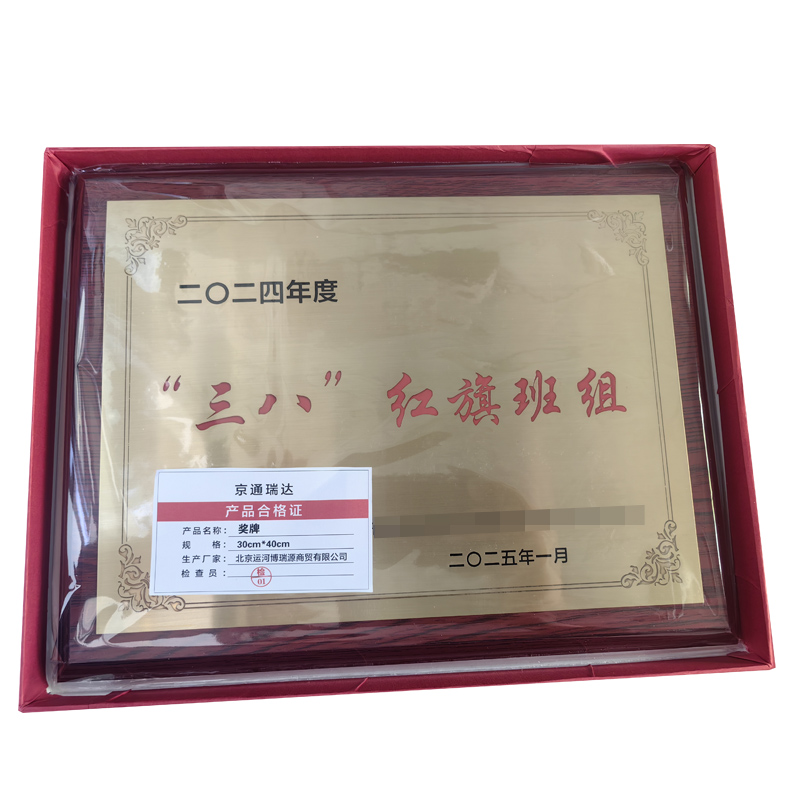 二〇二四年度
“三八”红旗班组
二〇二五年一月
京通瑞达
产品合格证
产品名称： 奖牌
规 格： 30cm*40cm
生产厂家： 北京运河博瑞源商贸有限公司
检查员：
检
01